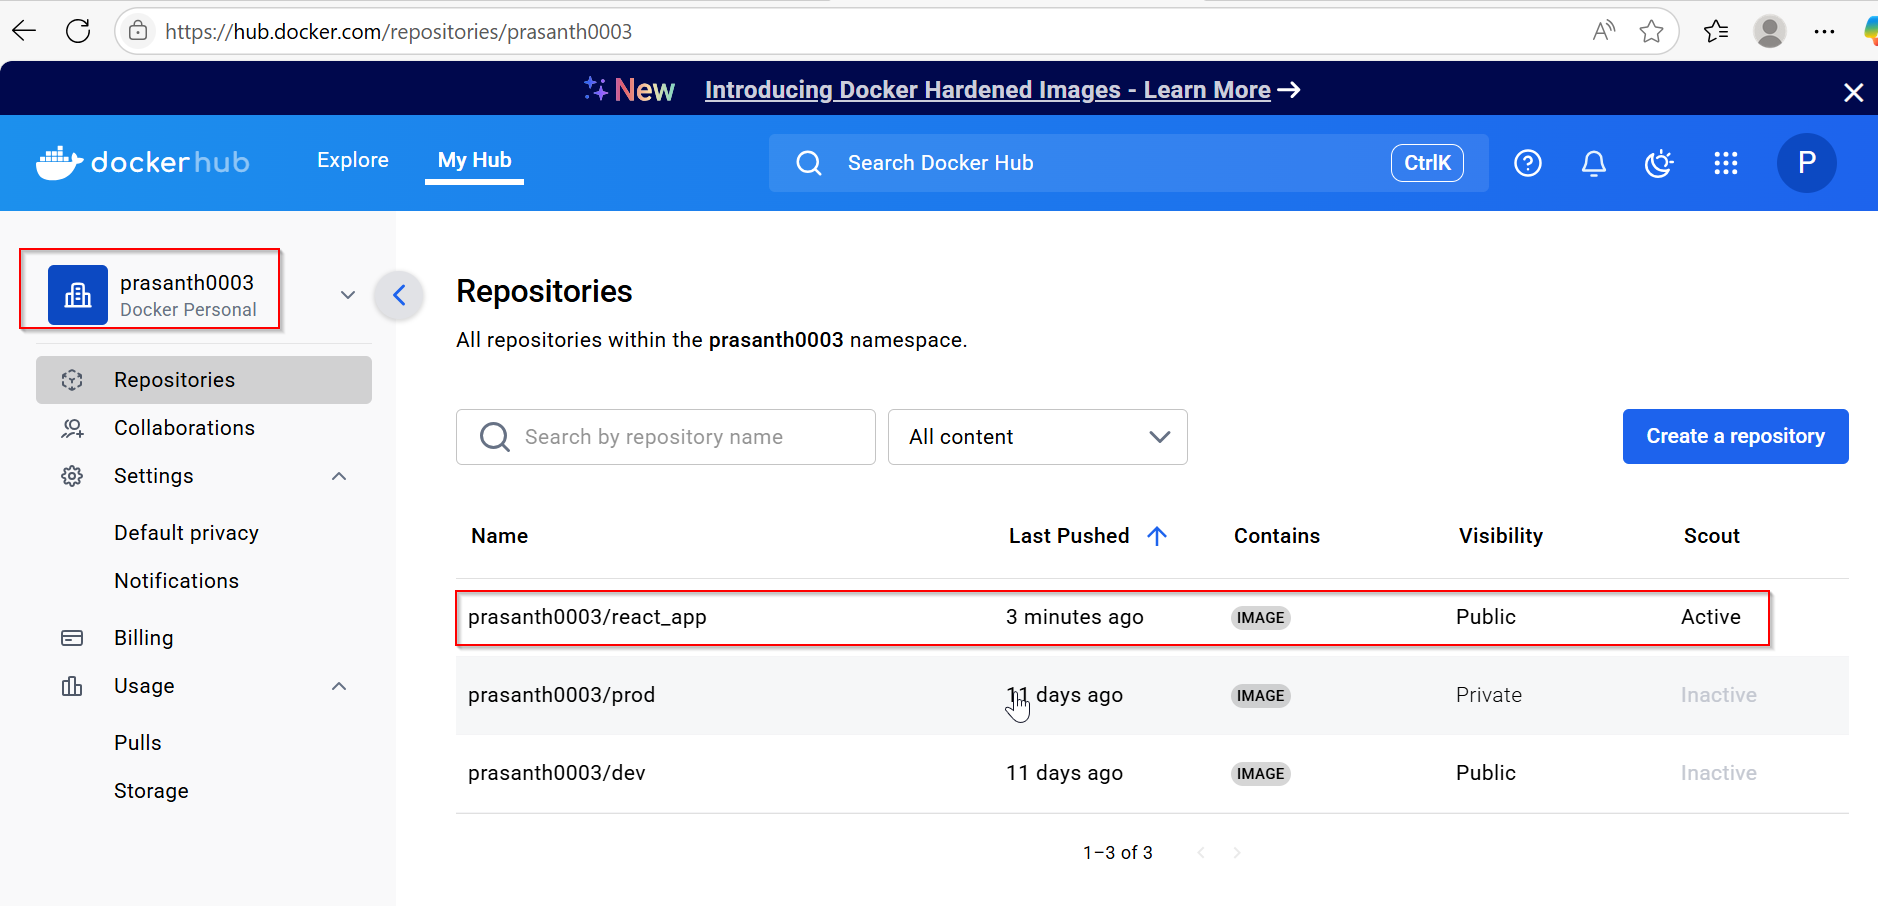 https://hub.docker.com/repositories/prasanth0003
New Introducing Docker Hardened Images - Learn More →
dockerhub Explore My Hub Search Docker Hub CtrlK P
prasanth0003
Docker Personal
Repositories
Collaborations
Settings
Default privacy
Notifications
Billing
Usage
Pulls
Storage
Repositories
All repositories within the prasanth0003 namespace.
Search by repository name All content Create a repository
Name Last Pushed Contains Visibility Scout
prasanth0003/react_app 3 minutes ago IMAGE Public Active
prasanth0003/prod 11 days ago IMAGE Private Inactive
prasanth0003/dev 11 days ago IMAGE Public Inactive
1–3 of 3